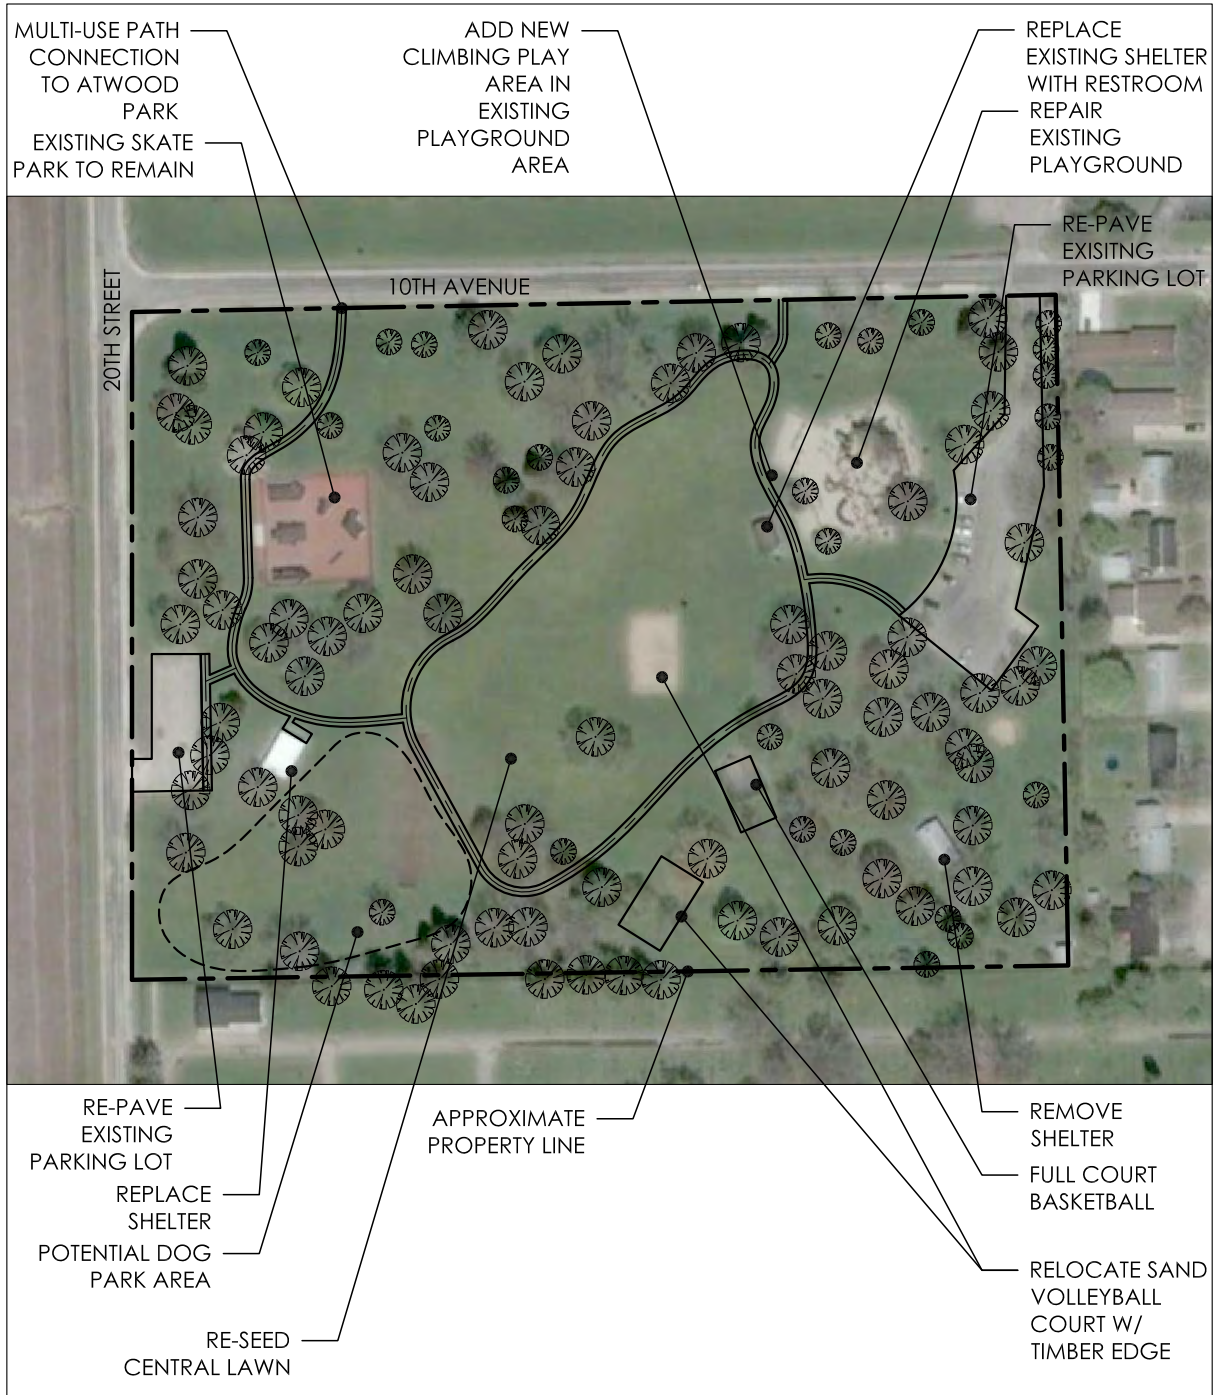 MULTI-USE PATH
CONNECTION
TO ATWOOD
PARK
EXISTING SKATE
PARK TO REMAIN
ADD NEW
CLIMBING PLAY
AREA IN
EXISTING
PLAYGROUND
AREA
REPLACE
EXISTING SHELTER
WITH RESTROOM
REPAIR
EXISTING
PLAYGROUND
RE-PAVE
EXISITNG
PARKING LOT
10TH AVENUE
20TH STREET
RE-PAVE
EXISTING
PARKING LOT
REPLACE
SHELTER
POTENTIAL DOG
PARK AREA
RE-SEED
CENTRAL LAWN
APPROXIMATE
PROPERTY LINE
REMOVE
SHELTER
FULL COURT
BASKETBALL
RELOCATE SAND
VOLLEYBALL
COURT W/
TIMBER EDGE